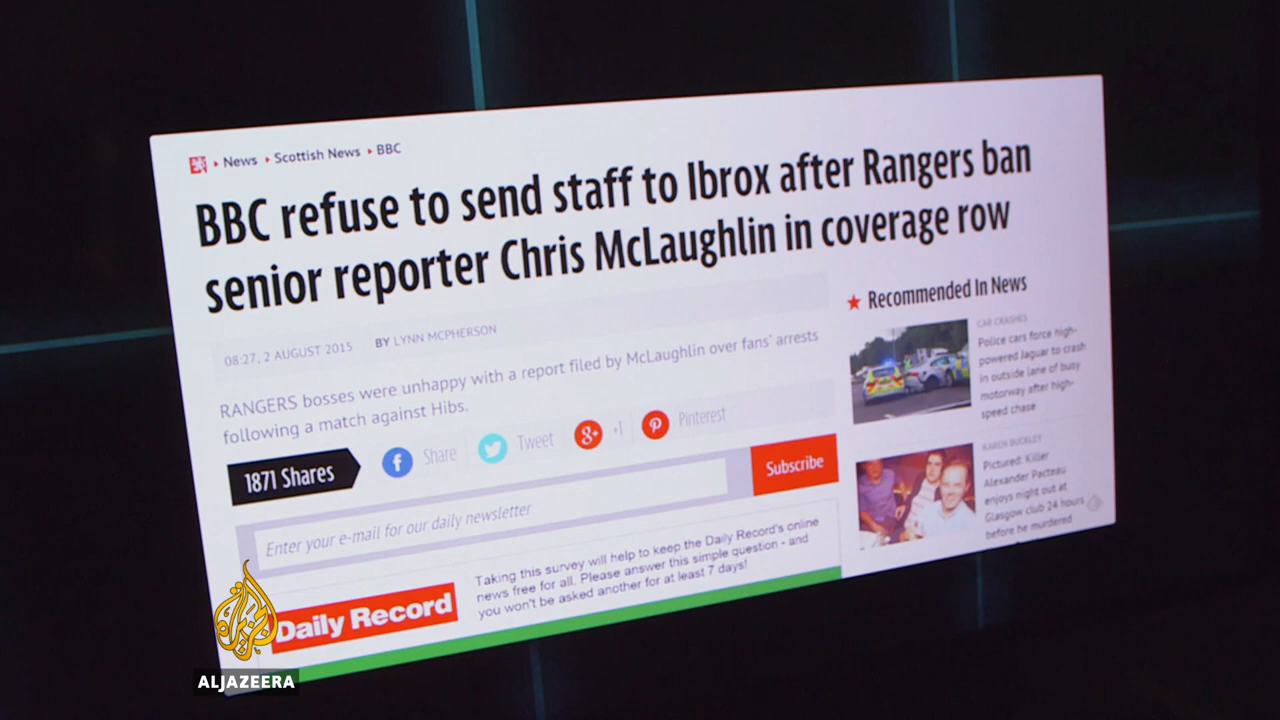 News ▸ Scottish News ▸ BBC
BBC refuse to send staff to Ibrox after Rangers ban
senior reporter Chris McLaughlin in coverage row
08:27, 2 AUGUST 2015 BY LYNN MCPHERSON
RANGERS bosses were unhappy with a report filed by McLaughlin over fans' arrests
following a match against Hibs.
1871 Shares
Share
Tweet
+1
Pinterest
Enter your e-mail for our daily newsletter
Subscribe
Daily Record
Taking this survey will help to keep the Daily Record's online
news free for all. Please answer this simple question - and
you won't be asked another for at least 7 days!
Recommended In News
CAR CRASHES
Police cars force high-
powered Jaguar to crash
in outside lane of busy
motorway after high-
speed chase
KAREN BUCKLEY
Pictured: Killer
Alexander Pacteau
enjoys night out at
Glasgow club 24 hours
before he murdered
الجزيرة
ALJAZEERA